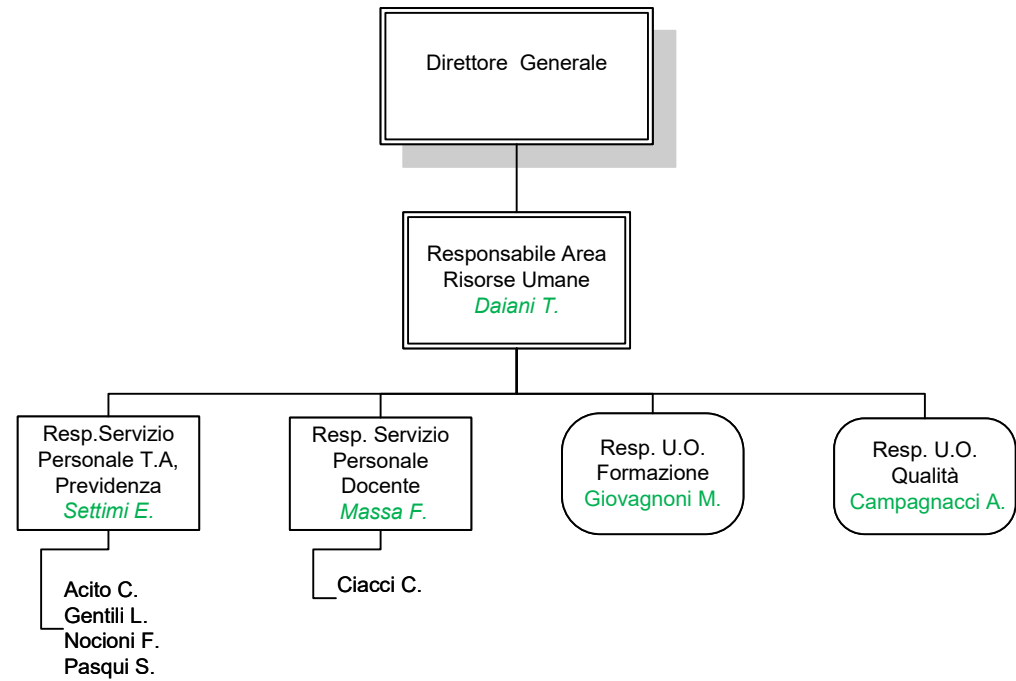 Direttore Generale
Responsabile Area
Risorse Umane
Daiani T.
Resp.Servizio
Personale T.A,
Previdenza
Settimi E.
Acito C.
Gentili L.
Nocioni F.
Pasqui S.
Resp. Servizio
Personale
Docente
Massa F.
Ciacci C.
Resp. U.O.
Formazione
Giovagnoni M.
Resp. U.O.
Qualità
Campagnacci A.